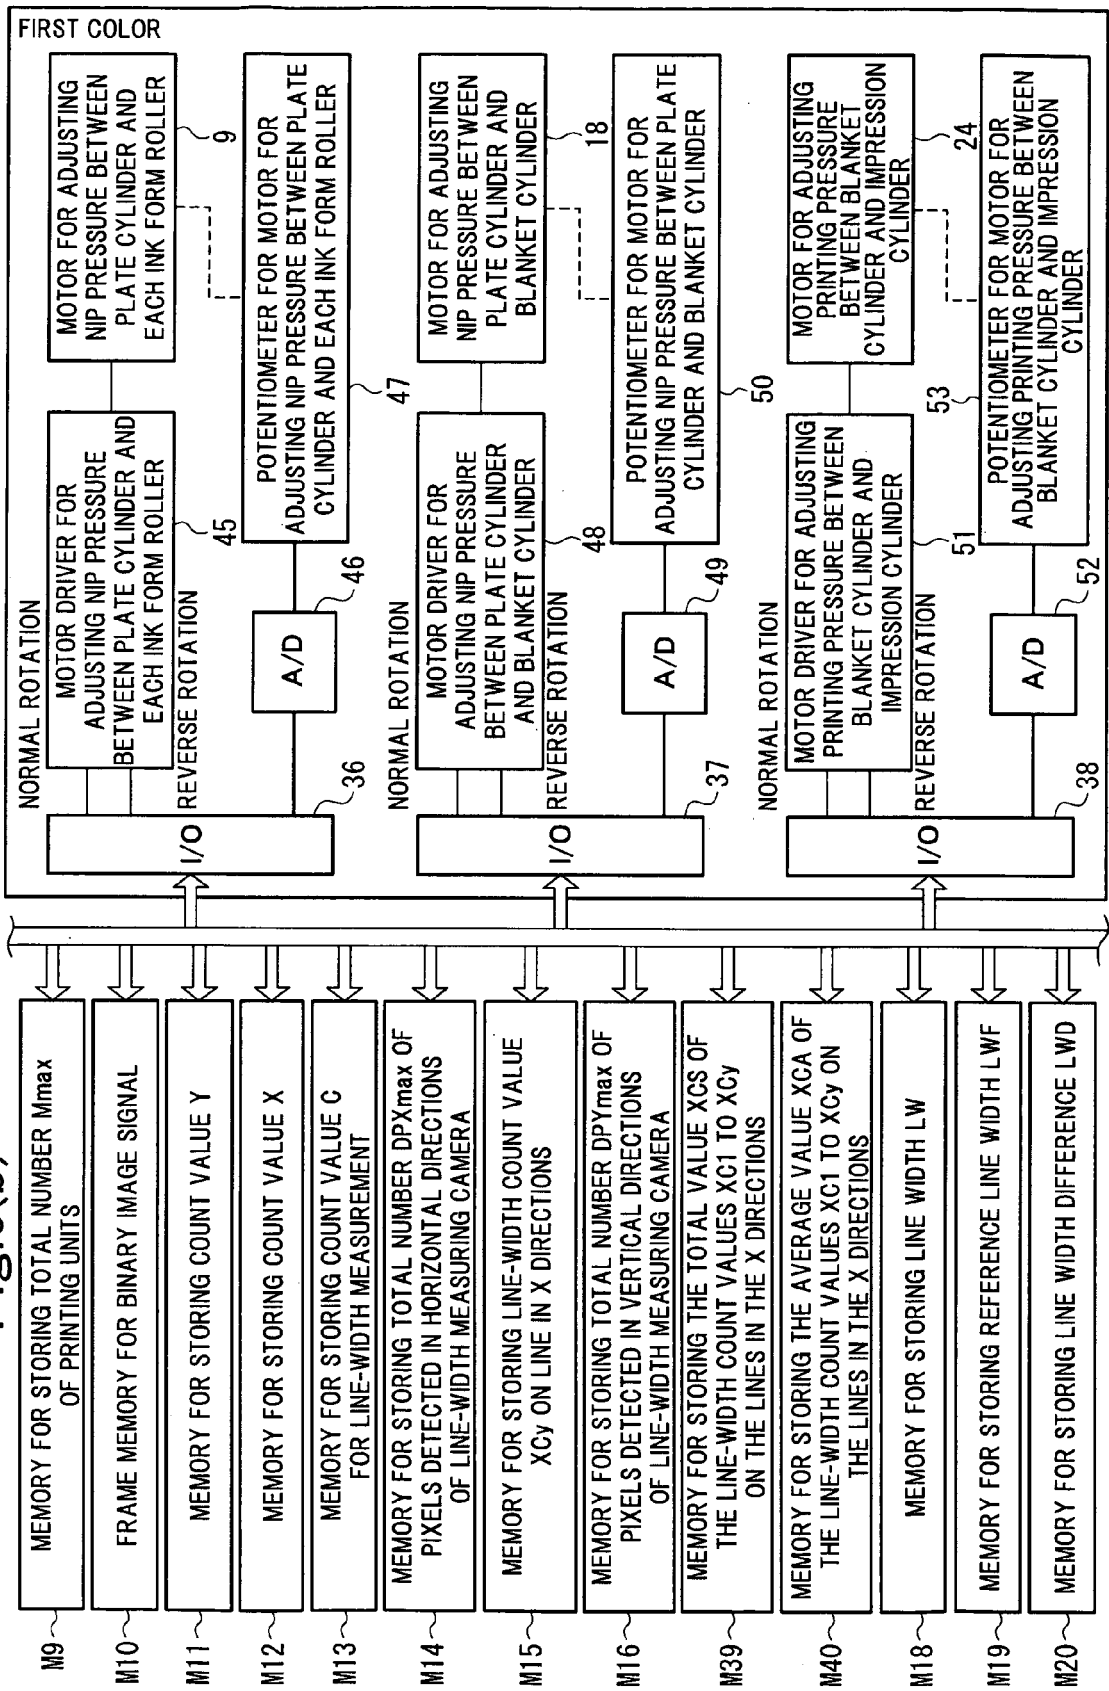 FIRST COLOR
NORMAL ROTATION
MOTOR DRIVER FOR
ADJUSTING NIP PRESSURE
BETWEEN PLATE CYLINDER AND
EACH INK FORM ROLLER
45
REVERSE ROTATION
MOTOR FOR ADJUSTING
NIP PRESSURE BETWEEN
PLATE CYLINDER AND
EACH INK FORM ROLLER
9
I/O
36
A/D
46
POTENTIOMETER FOR MOTOR FOR
ADJUSTING NIP PRESSURE BETWEEN PLATE
CYLINDER AND EACH INK FORM ROLLER
47
NORMAL ROTATION
MOTOR DRIVER FOR
ADJUSTING NIP PRESSURE
BETWEEN PLATE CYLINDER
AND BLANKET CYLINDER
48
REVERSE ROTATION
MOTOR FOR ADJUSTING
NIP PRESSURE BETWEEN
PLATE CYLINDER AND
BLANKET CYLINDER
18
I/O
37
A/D
49
POTENTIOMETER FOR MOTOR FOR
ADJUSTING NIP PRESSURE BETWEEN PLATE
CYLINDER AND BLANKET CYLINDER
50
NORMAL ROTATION
MOTOR DRIVER FOR ADJUSTING
PRINTING PRESSURE BETWEEN
BLANKET CYLINDER AND
IMPRESSION CYLINDER
51
REVERSE ROTATION
MOTOR FOR ADJUSTING
PRINTING PRESSURE
BETWEEN BLANKET
CYLINDER AND IMPRESSION
CYLINDER
24
I/O
38
A/D
52
53
POTENTIOMETER FOR MOTOR FOR
ADJUSTING PRINTING PRESSURE BETWEEN
BLANKET CYLINDER AND IMPRESSION
CYLINDER
M9
MEMORY FOR STORING TOTAL NUMBER Mmax
OF PRINTING UNITS
M10
FRAME MEMORY FOR BINARY IMAGE SIGNAL
M11
MEMORY FOR STORING COUNT VALUE Y
M12
MEMORY FOR STORING COUNT VALUE X
M13
MEMORY FOR STORING COUNT VALUE C
FOR LINE-WIDTH MEASUREMENT
M14
MEMORY FOR STORING TOTAL NUMBER DPXmax OF
PIXELS DETECTED IN HORIZONTAL DIRECTIONS
OF LINE-WIDTH MEASURING CAMERA
M15
MEMORY FOR STORING LINE-WIDTH COUNT VALUE
XCy ON LINE IN X DIRECTIONS
M16
MEMORY FOR STORING TOTAL NUMBER DPYmax OF
PIXELS DETECTED IN VERTICAL DIRECTIONS
OF LINE-WIDTH MEASURING CAMERA
M39
MEMORY FOR STORING THE TOTAL VALUE XCS OF
THE LINE-WIDTH COUNT VALUES XC1 TO XCy
ON THE LINES IN THE X DIRECTIONS
M40
MEMORY FOR STORING THE AVERAGE VALUE XCA OF
THE LINE-WIDTH COUNT VALUES XC1 TO XCy ON
THE LINES IN THE X DIRECTIONS
M18
MEMORY FOR STORING LINE WIDTH LW
M19
MEMORY FOR STORING REFERENCE LINE WIDTH LWF
M20
MEMORY FOR STORING LINE WIDTH DIFFERENCE LWD